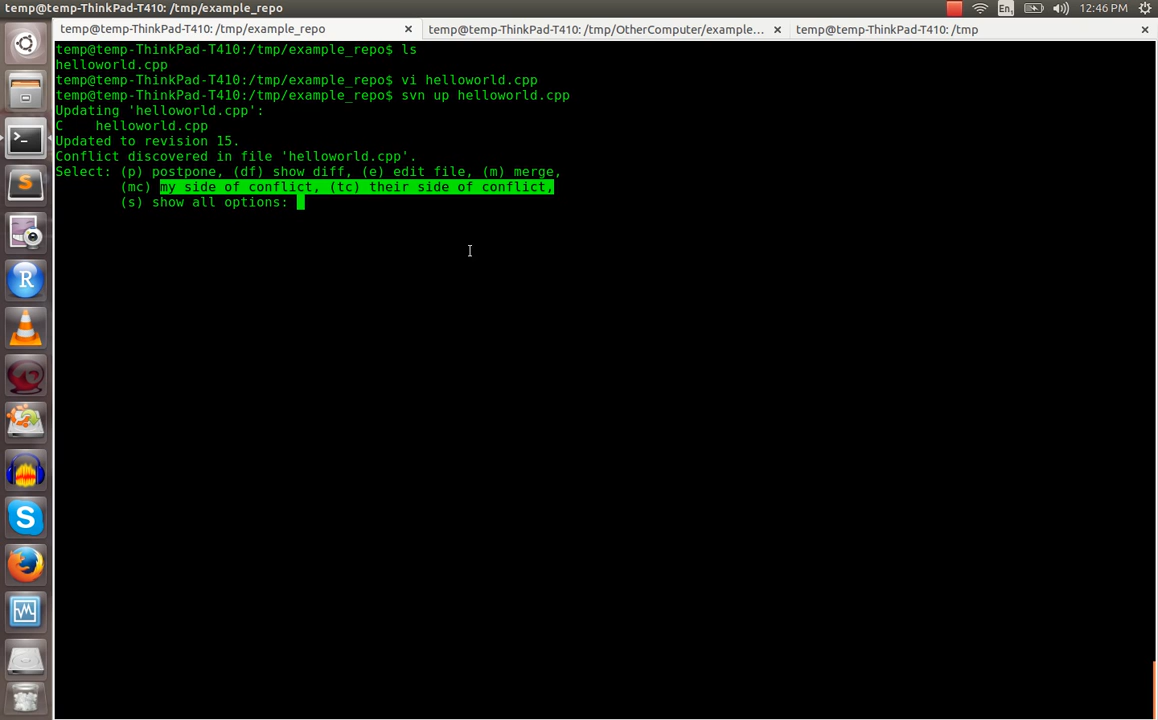 temp@temp-ThinkPad-T410: /tmp/example_repo
En1
12:46 PM
temp@temp-ThinkPad-T410: /tmp/example_repo
temp@temp-ThinkPad-T410: /tmp/OtherComputer/example...
temp@temp-ThinkPad-T410: /tmp
temp@temp-ThinkPad-T410:/tmp/example_repo$ ls
helloworld.cpp
temp@temp-ThinkPad-T410:/tmp/example_repo$ vi helloworld.cpp
temp@temp-ThinkPad-T410:/tmp/example_repo$ svn up helloworld.cpp
Updating 'helloworld.cpp':
C    helloworld.cpp
Updated to revision 15.
Conflict discovered in file 'helloworld.cpp'.
Select: (p) postpone, (df) show diff, (e) edit file, (m) merge,
        (mc) my side of conflict, (tc) their side of conflict,
        (s) show all options: